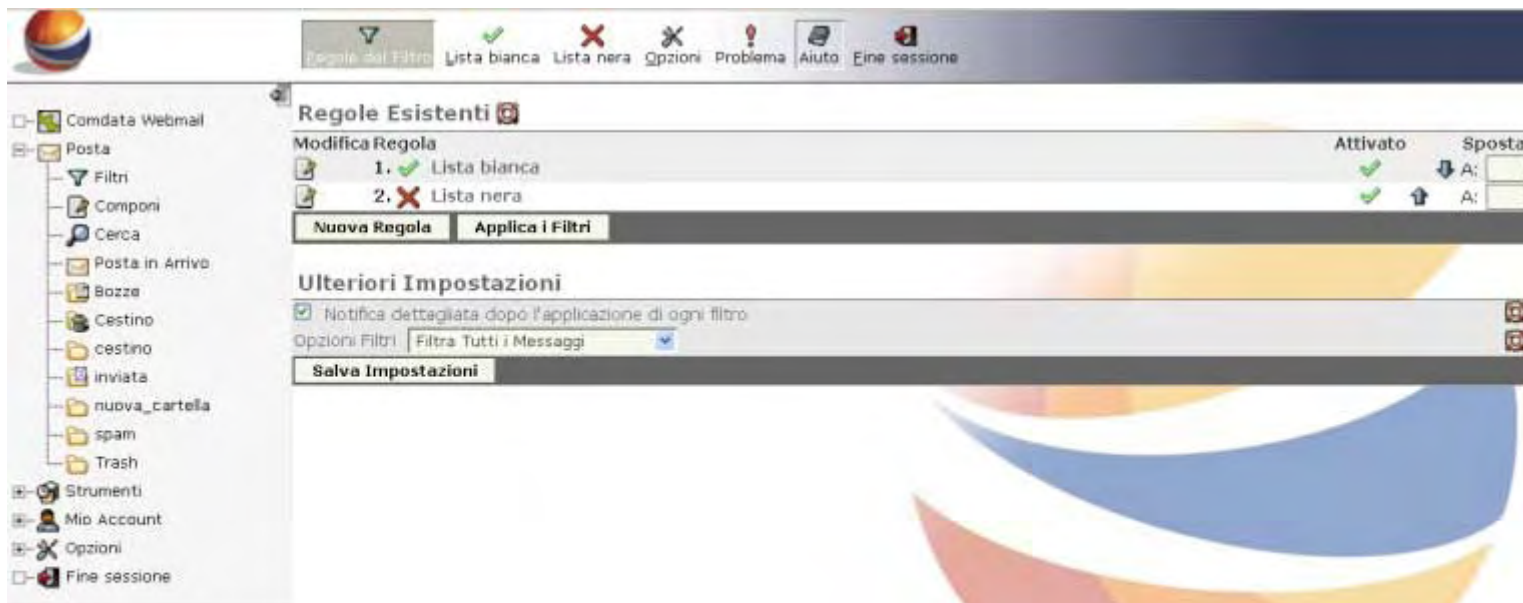 Regole del Filtro Lista bianca Lista nera Opzioni Problema Aiuto Fine sessione
Comdata Webmail
Posta
Filtri
Componi
Cerca
Posta in Arrivo
Bozze
Cestino
cestino
inviata
nuova_cartella
spam
Trash
Strumenti
Mio Account
Opzioni
Fine sessione
Regole Esistenti
Modifica Regola Attivato Sposta
1. Lista bianca A:
2. Lista nera A:
Nuova Regola Applica i Filtri
Ulteriori Impostazioni
Notifica dettagliata dopo l'applicazione di ogni filtro
Opzioni Filtri Filtra Tutti i Messaggi
Salva Impostazioni